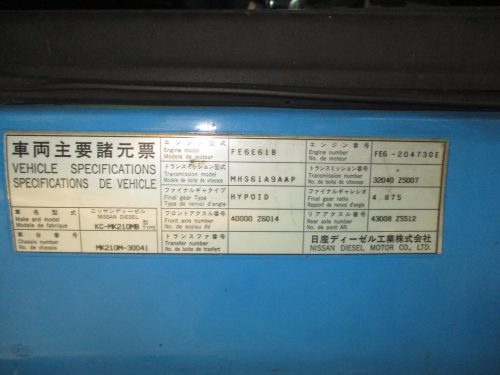 車両主要諸元票
VEHICLE SPECIFICATIONS
SPECIFICATIONS DE VEHICLE
車名型式
Make and model
Modele de fabrique
ニッサンディーゼル
NISSAN DIESEL
KC-MK210MB 型
TYPE
車台番号
Chassis number
No. de chassis
MK210M-30041
エンジン型式
Engine model
Modele de moteur
FE6E61B
トランスミッション型式
Transmission model
Modele de boite de vitesses
MHS61A9AAP
ファイナルギヤタイプ
Final gear Type
Type de renvoi d'angle
HYPOID
フロントアクスル番号
Front axle number
No. de essieu AV
40000 Z6014
トランスファ番号
Transfer number
No. de boite de trasfert
エンジン番号
Engine number
No. de moteur
FE6-204730E
トランスミッション番号
Transmission number
No. de boite de vitesses
32040 Z5007
ファイナルギャレシオ
Final gear ratio
Rapport de renvoi d'angle
4.875
リアアクスル番号
Rear axle number
No. de pont AR.
43008 Z5512
日産ディーゼル工業株式会社
NISSAN DIESEL MOTOR CO., LTD.